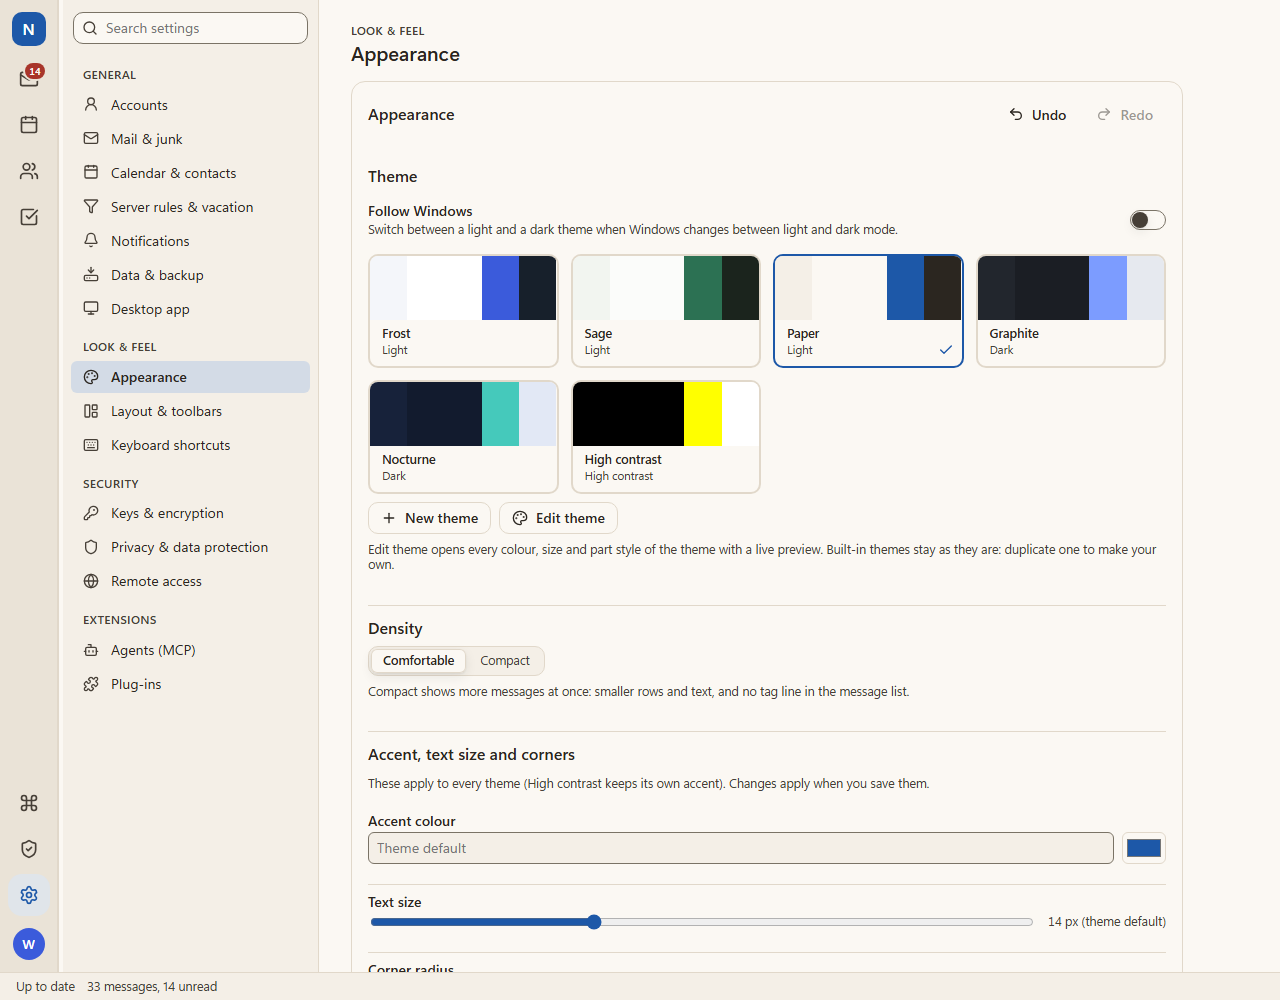 N
14
Search settings
GENERAL
Accounts
Mail & junk
Calendar & contacts
Server rules & vacation
Notifications
Data & backup
Desktop app
LOOK & FEEL
Appearance
Layout & toolbars
Keyboard shortcuts
SECURITY
Keys & encryption
Privacy & data protection
Remote access
EXTENSIONS
Agents (MCP)
Plug-ins
W
LOOK & FEEL
Appearance
Appearance
Undo
Redo
Theme
Follow Windows
Switch between a light and a dark theme when Windows changes between light and dark mode.
Frost
Light
Sage
Light
Paper
Light
Graphite
Dark
Nocturne
Dark
High contrast
High contrast
New theme
Edit theme
Edit theme opens every colour, size and part style of the theme with a live preview. Built-in themes stay as they are: duplicate one to make your
own.
Density
Comfortable
Compact
Compact shows more messages at once: smaller rows and text, and no tag line in the message list.
Accent, text size and corners
These apply to every theme (High contrast keeps its own accent). Changes apply when you save them.
Accent colour
Theme default
Text size
14 px (theme default)
Corner radius
Up to date
33 messages, 14 unread